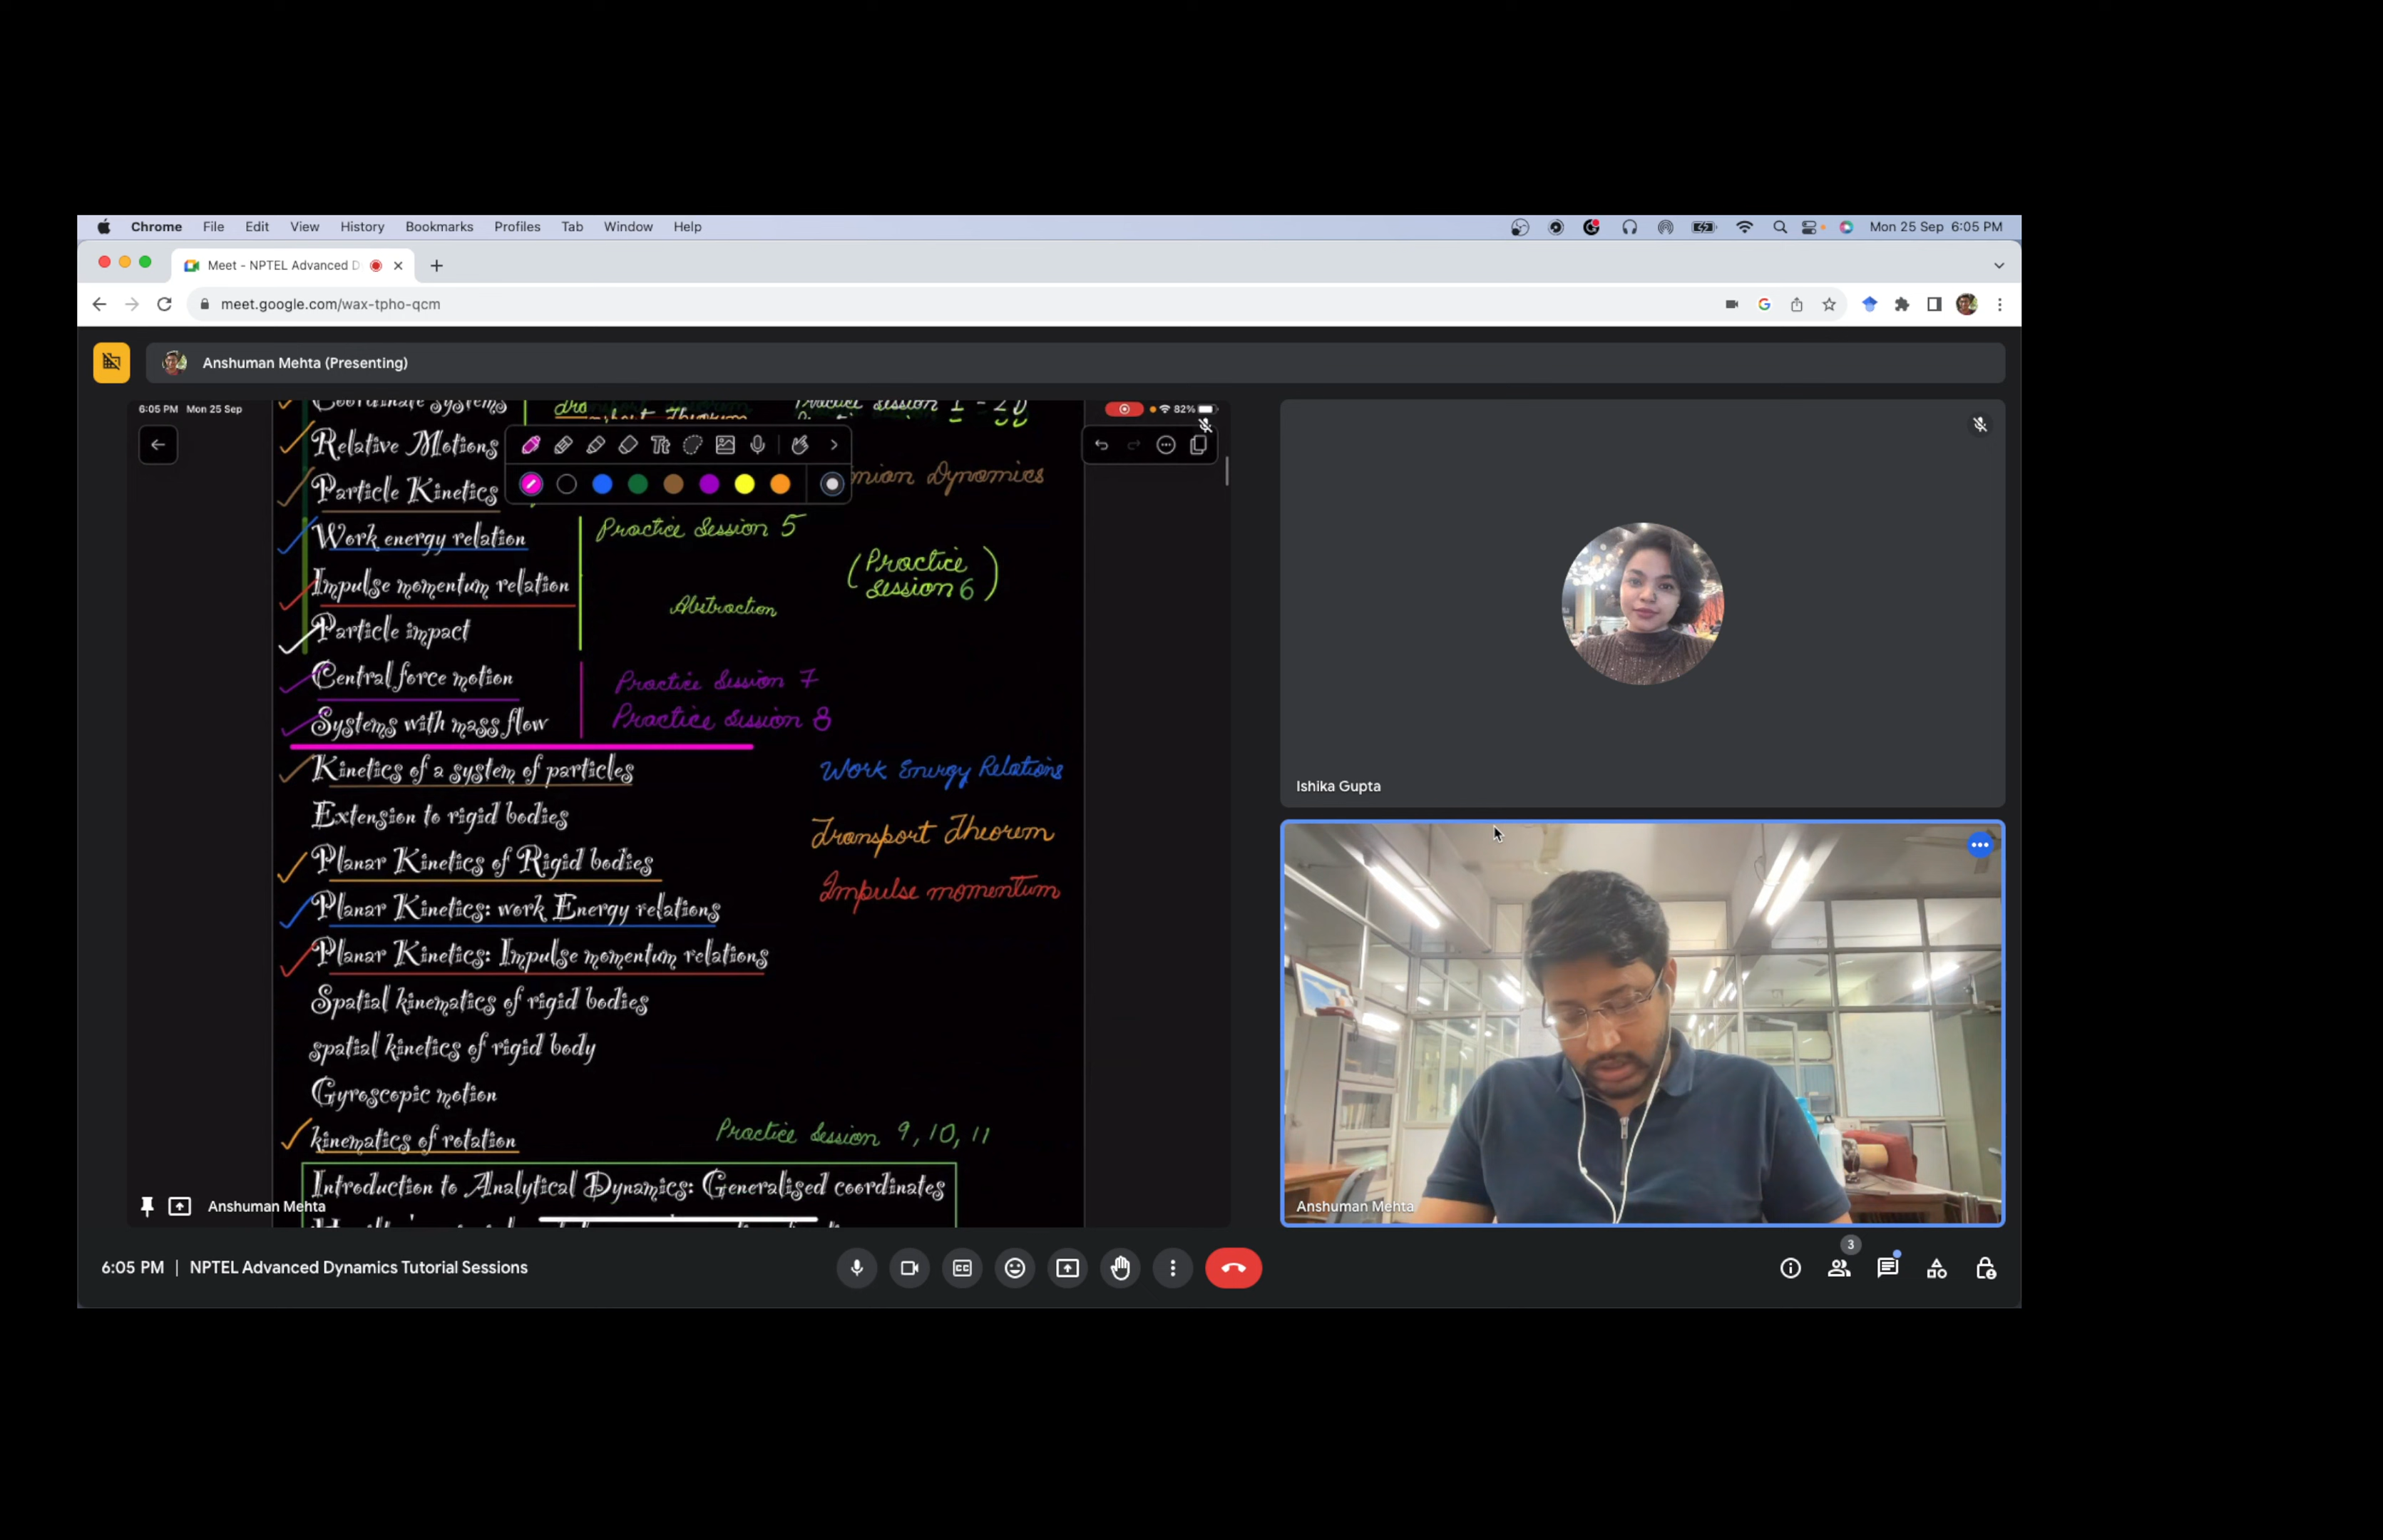 Chrome File Edit View History Bookmarks Profiles Tab Window Help Mon 25 Sep 6:05 PM
Meet - NPTEL Advanced D
meet.google.com/wax-tpho-qcm
Anshuman Mehta (Presenting)
6:05 PM Mon 25 Sep
82%
Coordinate systems
Practice Session 1 -
Relative Motions
Particle Kinetics
Dynamics
Work energy relation
Practice Session 5
Impulse momentum relation
(Practice
Session 6)
Abstraction
Particle impact
Central force motion
Practice Session 7
Systems with mass flow
Practice Session 8
Kinetics of a system of particles
Work Energy Relations
Extension to rigid bodies
Transport Theorem
Planar Kinetics of Rigid bodies
Impulse momentum
Planar Kinetics: work Energy relations
Planar Kinetics: Impulse momentum relations
Spatial kinematics of rigid bodies
spatial kinetics of rigid body
Gyroscopic motion
kinematics of rotation
Practice Session 9, 10, 11
Introduction to Analytical Dynamics: Generalised coordinates
Anshuman Mehta
Ishika Gupta
Anshuman Mehta
6:05 PM | NPTEL Advanced Dynamics Tutorial Sessions
3